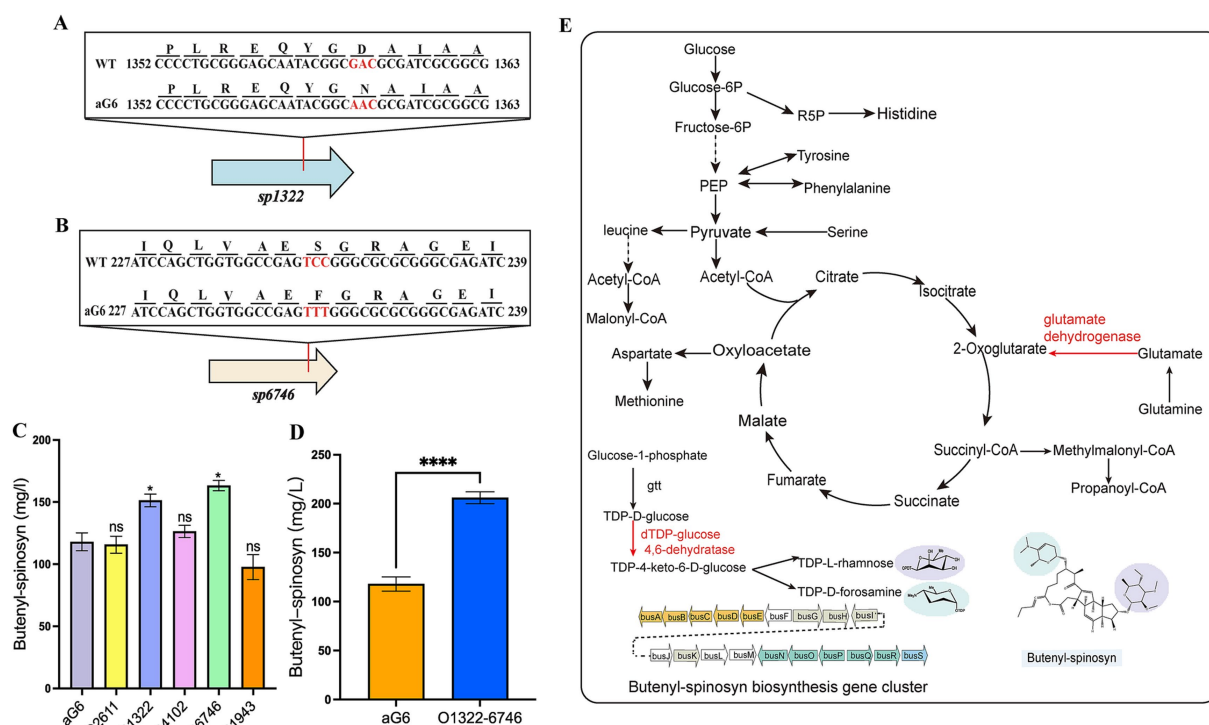 A
P L R E Q Y G D A I A A
WT 1352 CCCCTGCGGGAGCAATACGGCGACGCGATCGCGGCG 1363
P L R E Q Y G N A I A A
aG6 1352 CCCCTGCGGGAGCAATACGGCAACGCGATCGCGGCG 1363
sp1322
B
I Q L V A E S G R A G E I
WT 227 ATCCAGCTGGTGGCCGAGTCCGGGCGCGCGGGCGAGATC 239
I Q L V A E F G R A G E I
aG6 227 ATCCAGCTGGTGGCCGAGTTTGGGCGCGCGGGCGAGATC 239
sp6746
C
Butenyl-spinosyn (mg/l)
200
150
100
50
0
ns
*
ns
*
ns
aG6
D
Butenyl-spinosyn (mg/L)
250
200
150
100
50
0
****
aG6
O1322-6746
E
Glucose
Glucose-6P
R5P
Histidine
Fructose-6P
Tyrosine
PEP
Phenylalanine
leucine
Pyruvate
Serine
Acetyl-CoA
Acetyl-CoA
Citrate
Isocitrate
Malonyl-CoA
glutamate
dehydrogenase
Aspartate
Oxyloacetate
2-Oxoglutarate
Glutamate
Methionine
Glutamine
Malate
Glucose-1-phosphate
Succinyl-CoA
Methylmalonyl-CoA
gtt
Fumarate
Propanoyl-CoA
Succinate
TDP-D-glucose
dTDP-glucose
4,6-dehydratase
TDP-4-keto-6-D-glucose
TDP-L-rhamnose
TDP-D-forosamine
busA busB busC busD busE busF busG busH busI
busJ busK busL busM busN busO busP busQ busR busS
Butenyl-spinosyn
Butenyl-spinosyn biosynthesis gene cluster